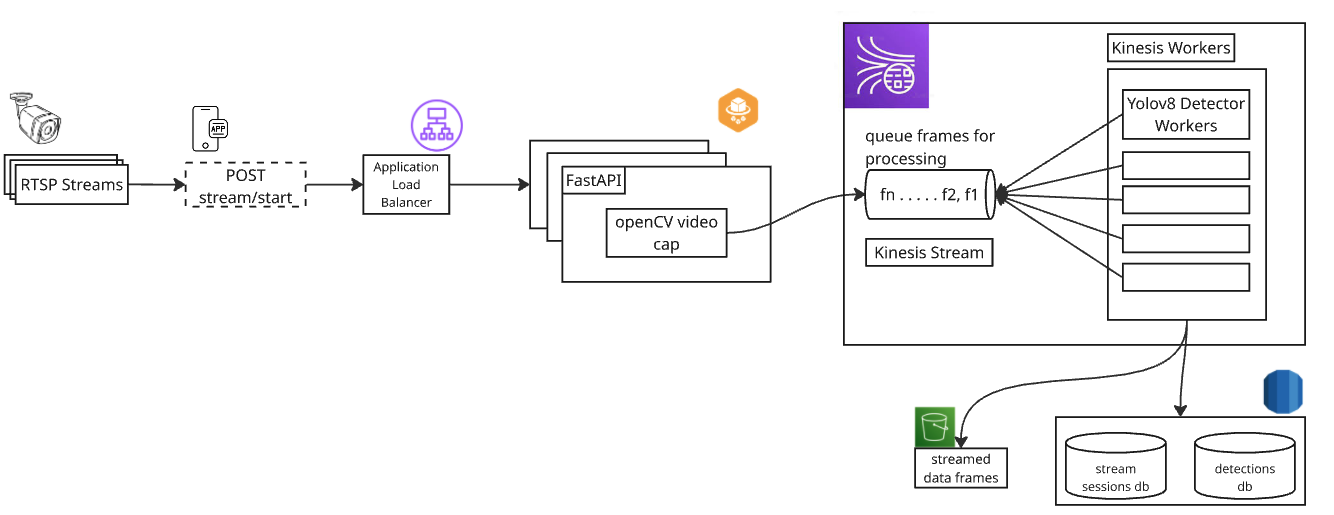 RTSP Streams
APP
POST
stream/start
Application
Load
Balancer
FastAPI
openCV video
cap
queue frames for
processing
fn . . . . . f2, f1
Kinesis Stream
Kinesis Workers
Yolov8 Detector
Workers
streamed
data frames
stream
sessions db
detections
db